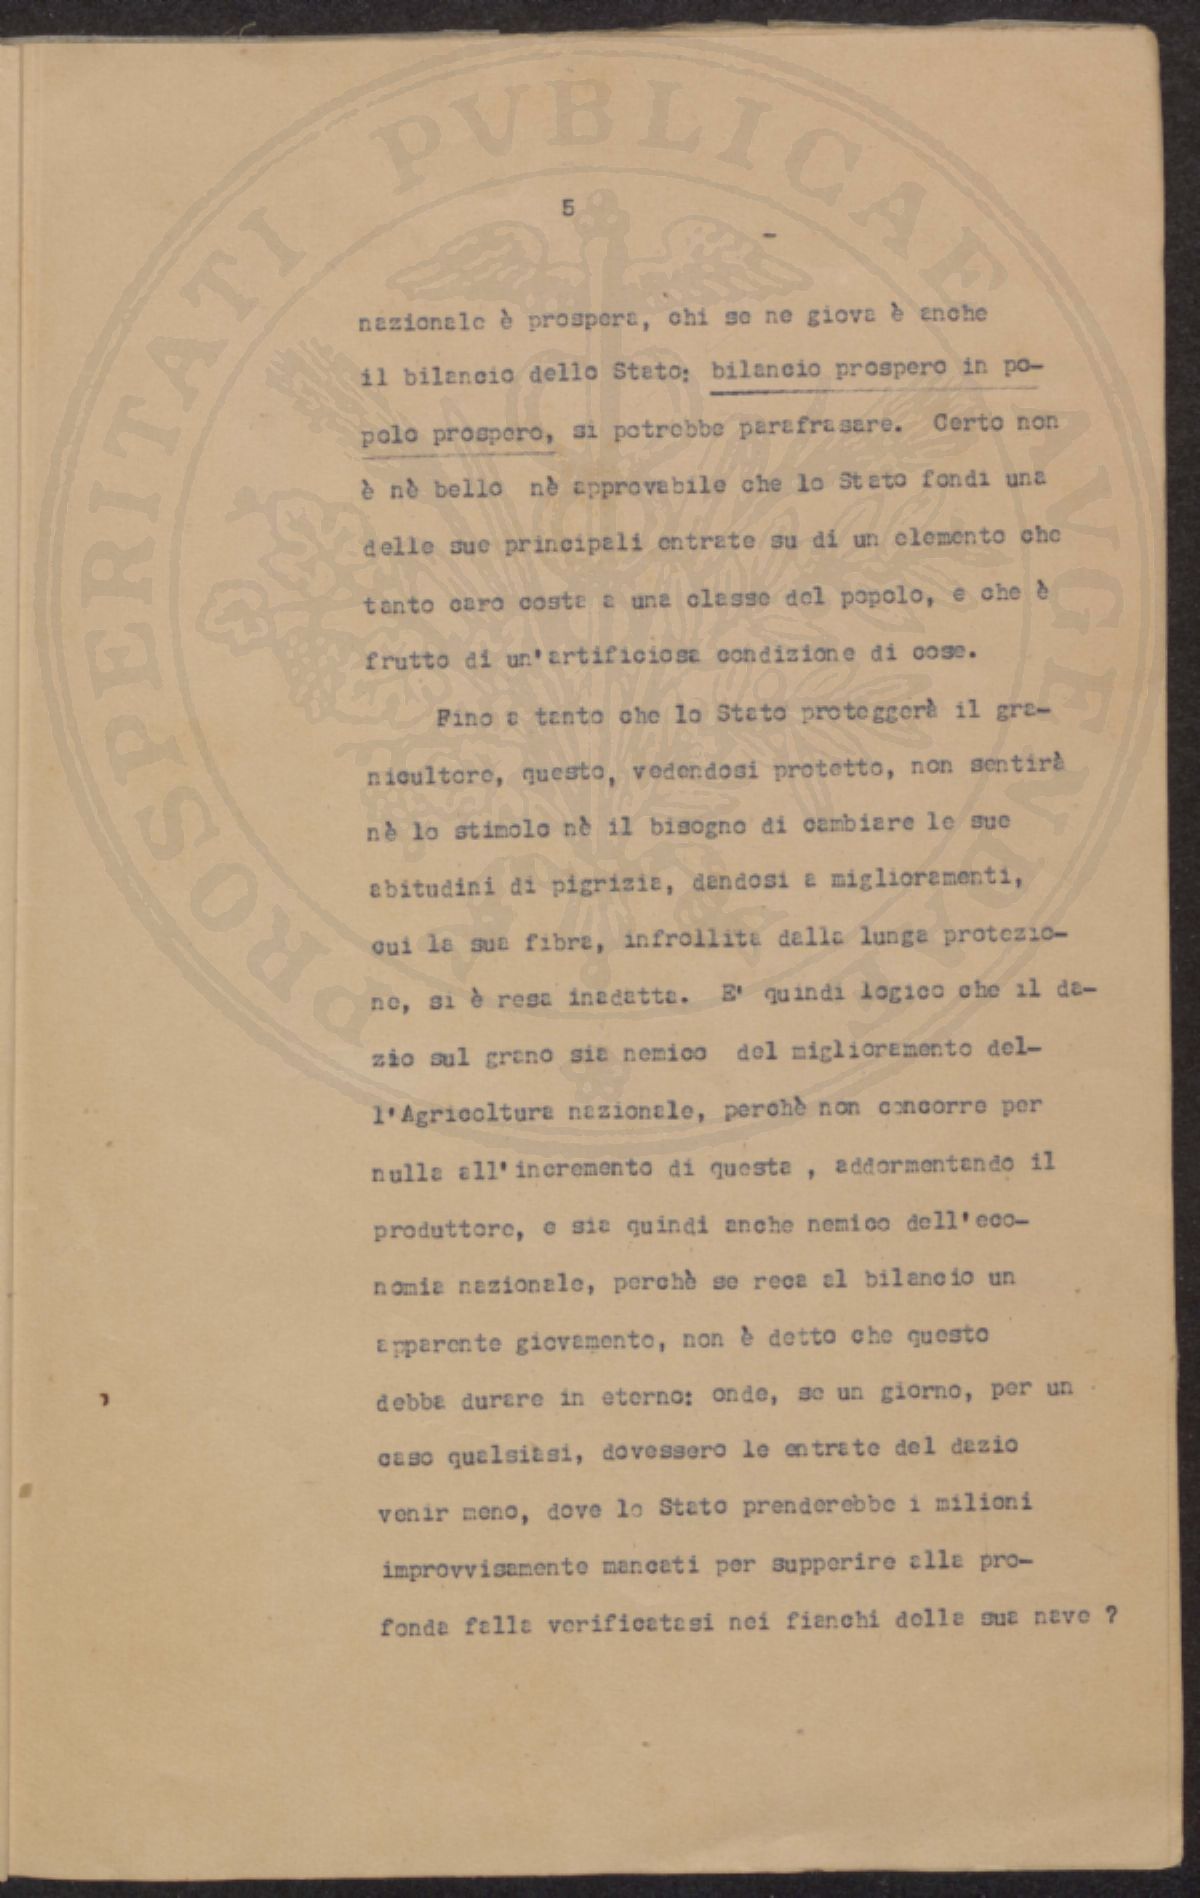 PROSPERITATI PVBLICAE AVGENDAE
5
nazionale è prospera, chi se ne giova è anche
il bilancio dello Stato: bilancio prospero in po-
polo prospero, si potrebbe parafrasare. Certo non
è nè bello nè approvabile che lo Stato fondi una
delle sue principali entrate su di un elemento che
tanto caro costa a una classe del popolo, e che è
frutto di un'artificiosa condizione di cose.
Fino a tanto che lo Stato proteggerà il gra-
nicultore, questo, vedendosi protetto, non sentirà
nè lo stimolo nè il bisogno di cambiare le sue
abitudini di pigrizia, dandosi a miglioramenti,
cui la sua fibra, infrollita dalla lunga protezio-
ne, si è resa inadatta. E' quindi logico che il da-
zio sul grano sia nemico del miglioramento del-
l'Agricoltura nazionale, perchè non concorre per
nulla all'incremento di questa , addormentando il
produttore, e sia quindi anche nemico dell'eco-
nomia nazionale, perchè se reca al bilancio un
apparente giovamento, non è detto che questo
debba durare in eterno: onde, se un giorno, per un
caso qualsiasi, dovessero le entrate del dazio
venir meno, dove lo Stato prenderebbe i milioni
improvvisamente mancati per supperire alla pro-
fonda falla verificatasi nei fianchi della sua nave ?